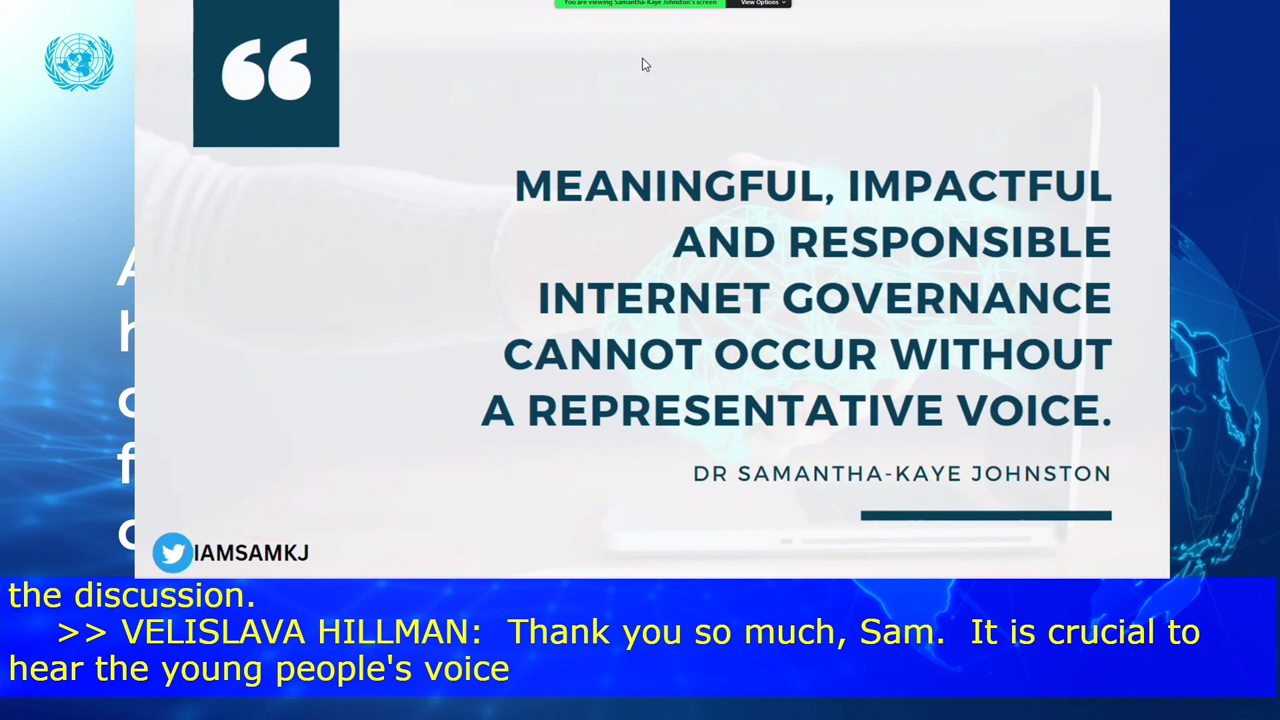 You are viewing Samantha-Kaye Johnston's screen View Options
MEANINGFUL, IMPACTFUL
AND RESPONSIBLE
INTERNET GOVERNANCE
CANNOT OCCUR WITHOUT
A REPRESENTATIVE VOICE.
DR SAMANTHA-KAYE JOHNSTON
IAMSAMKJ
the discussion.
>> VELISLAVA HILLMAN: Thank you so much, Sam. It is crucial to
hear the young people's voice